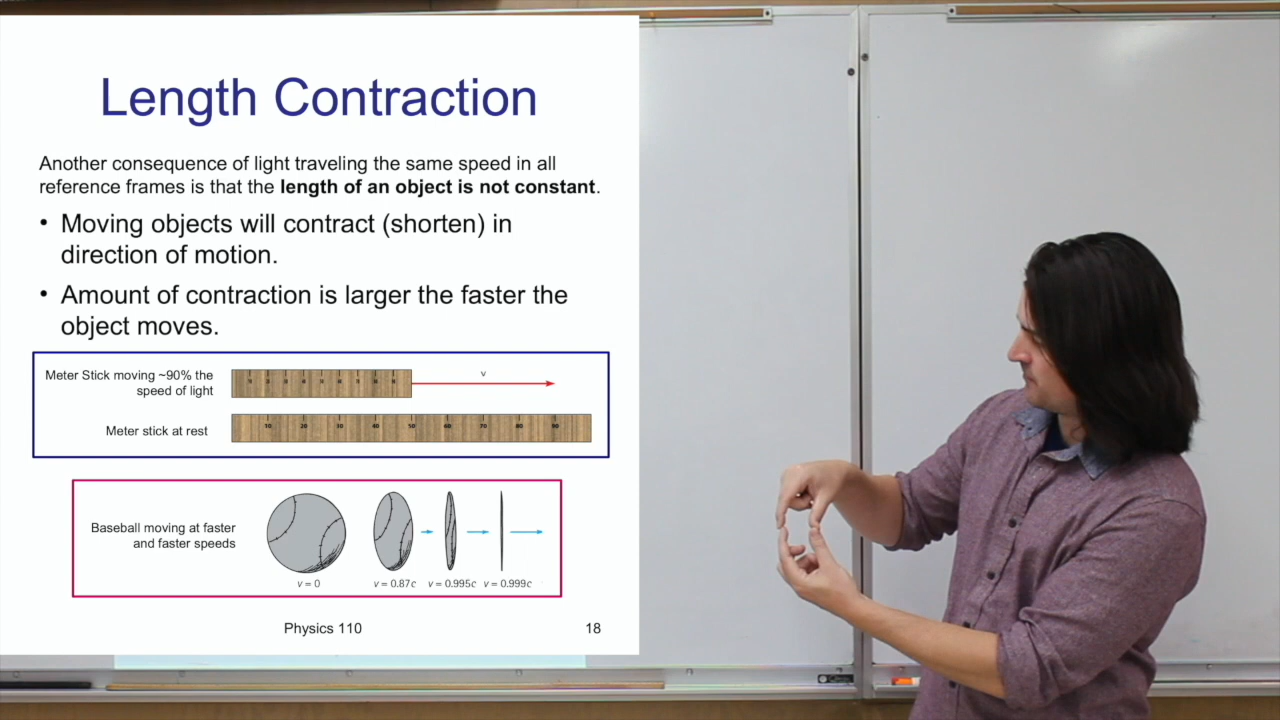 Length Contraction
Another consequence of light traveling the same speed in all
reference frames is that the length of an object is not constant.
• Moving objects will contract (shorten) in
direction of motion.
• Amount of contraction is larger the faster the
object moves.
Meter Stick moving ~90% the
speed of light
v
Meter stick at rest
10 20 30 40 50 60 70 80 90
Baseball moving at faster
and faster speeds
v = 0 v = 0.87c v = 0.995c v = 0.999c
Physics 110
18